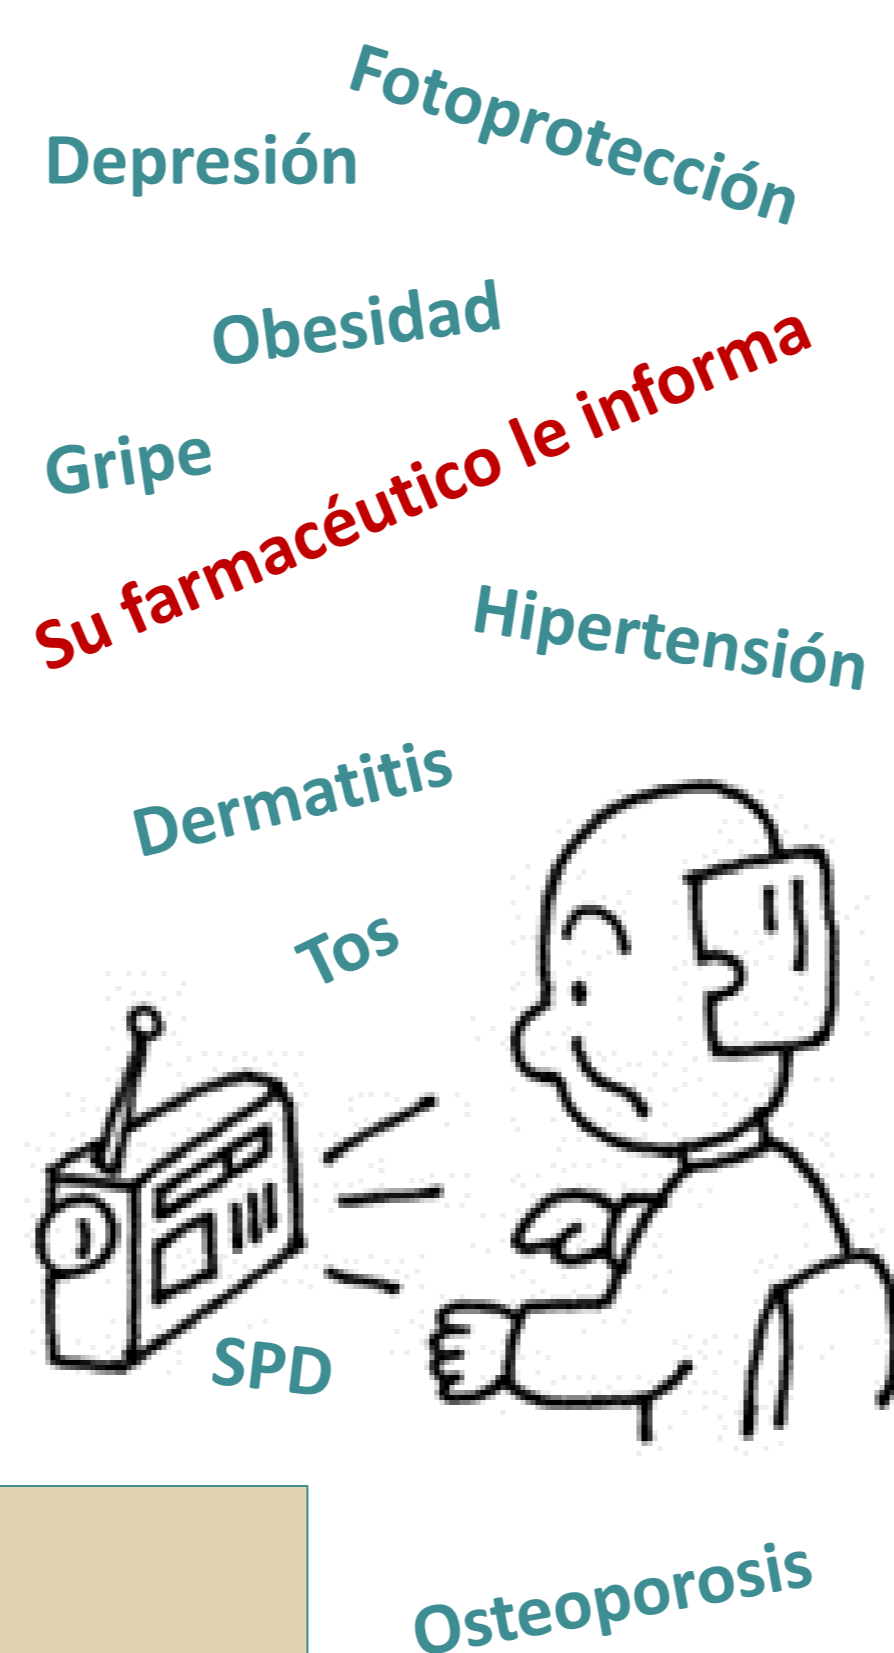 Fotoprotección
Depresión
Obesidad
Su farmacéutico le informa
Gripe
Hipertensión
Dermatitis
Tos
SPD
Osteoporosis